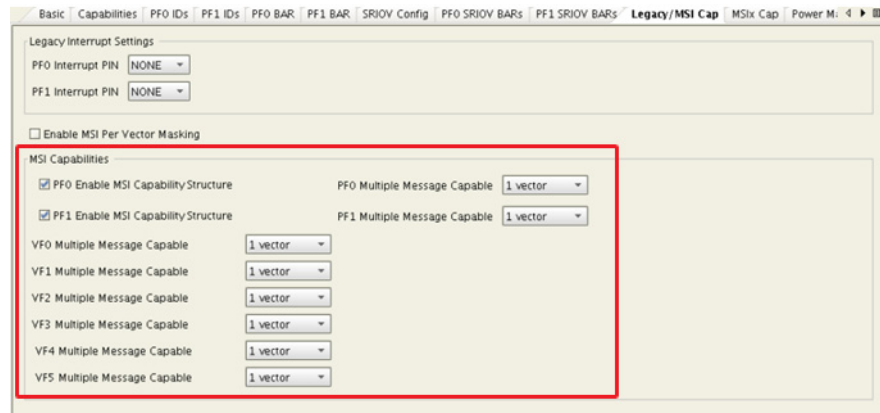 Basic Capabilities PF0 IDs PF1 IDs PF0 BAR PF1 BAR SRIOV Config PF0 SRIOV BARs PF1 SRIOV BARs Legacy/MSI Cap MSIx Cap Power Ma
Legacy Interrupt Settings
PF0 Interrupt PIN NONE
PF1 Interrupt PIN NONE
Enable MSI Per Vector Masking
MSI Capabilities
PF0 Enable MSI Capability Structure PF0 Multiple Message Capable 1 vector
PF1 Enable MSI Capability Structure PF1 Multiple Message Capable 1 vector
VF0 Multiple Message Capable 1 vector
VF1 Multiple Message Capable 1 vector
VF2 Multiple Message Capable 1 vector
VF3 Multiple Message Capable 1 vector
VF4 Multiple Message Capable 1 vector
VF5 Multiple Message Capable 1 vector